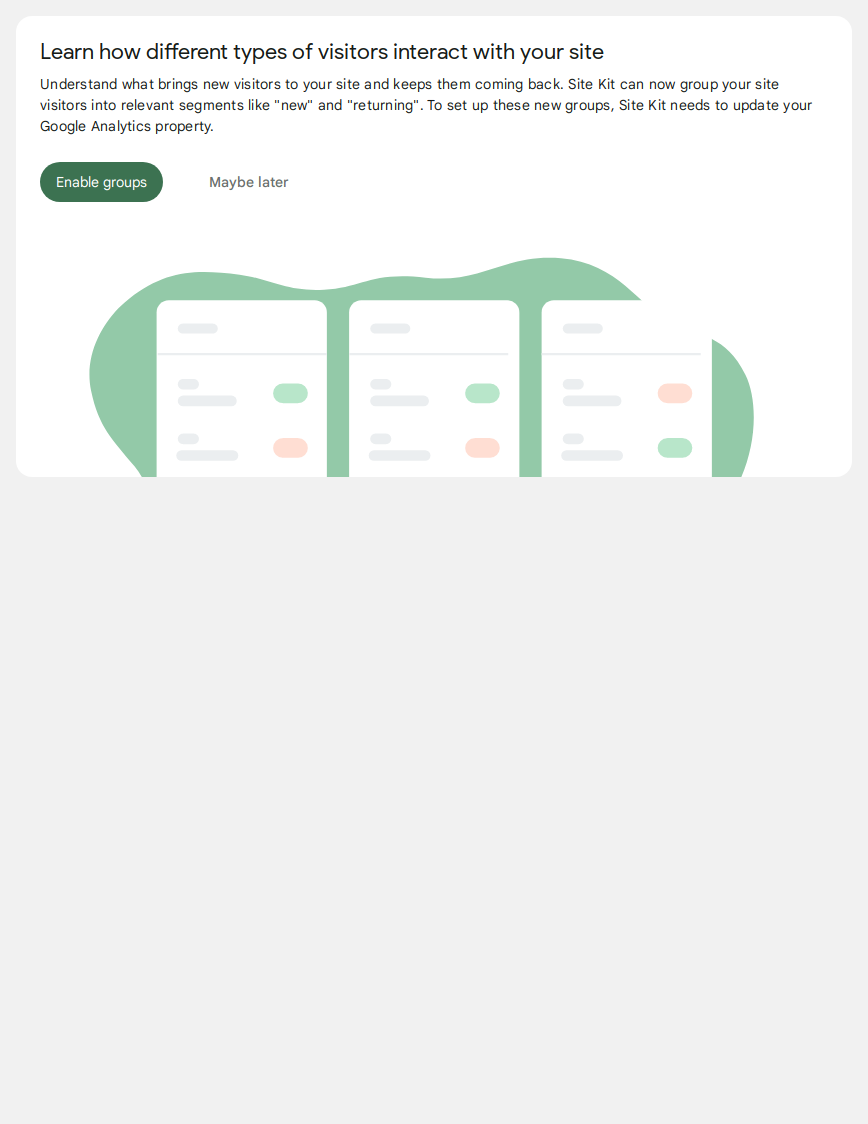 Learn how different types of visitors interact with your site
Understand what brings new visitors to your site and keeps them coming back. Site Kit can now group your site
visitors into relevant segments like "new" and "returning". To set up these new groups, Site Kit needs to update your
Google Analytics property.
Enable groups
Maybe later